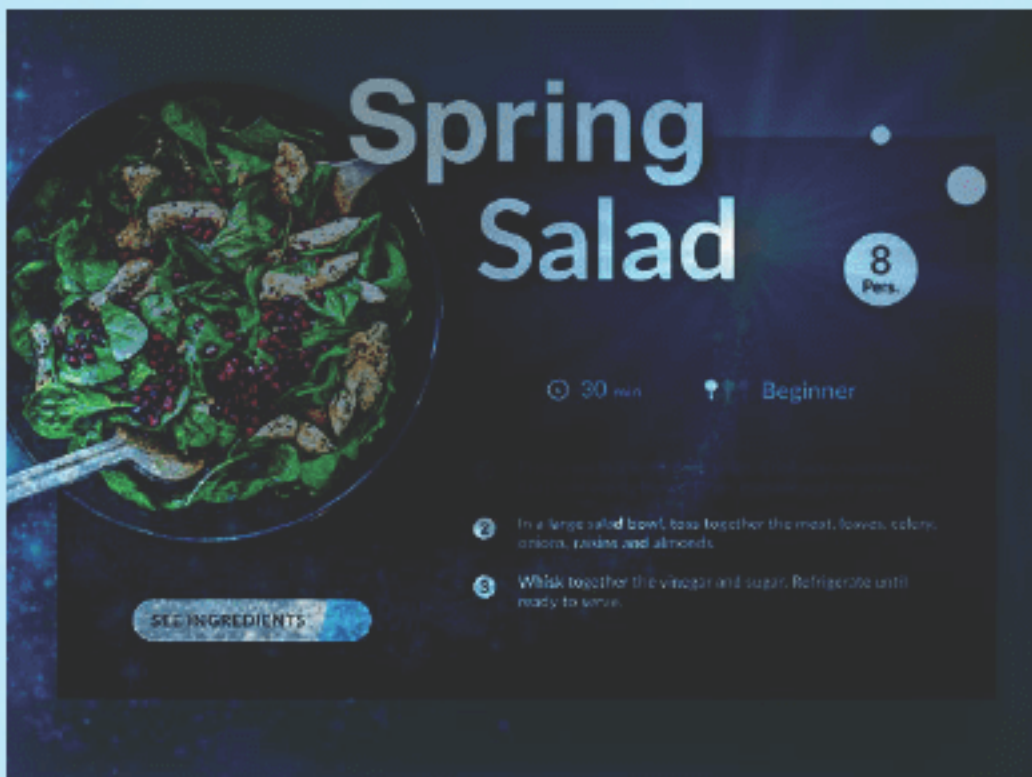 Spring
Salad
8
Pers.
30 min
Beginner
2
In a large salad bowl, toss together the meat, leaves, celery,
onions, raisins and almonds.
3
Whisk together the vinegar and sugar. Refrigerate until
ready to serve.
SEE INGREDIENTS